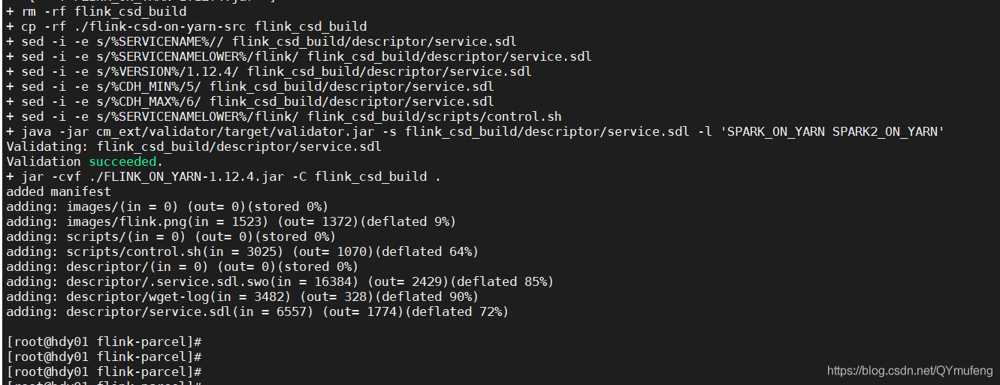 + rm -rf flink_csd_build
+ cp -rf ./flink-csd-on-yarn-src flink_csd_build
+ sed -i -e s/%SERVICENAME%// flink_csd_build/descriptor/service.sdl
+ sed -i -e s/%SERVICENAMELOWER%/flink/ flink_csd_build/descriptor/service.sdl
+ sed -i -e s/%VERSION%/1.12.4/ flink_csd_build/descriptor/service.sdl
+ sed -i -e s/%CDH_MIN%/5/ flink_csd_build/descriptor/service.sdl
+ sed -i -e s/%CDH_MAX%/6/ flink_csd_build/descriptor/service.sdl
+ sed -i -e s/%SERVICENAMELOWER%/flink/ flink_csd_build/scripts/control.sh
+ java -jar cm_ext/validator/target/validator.jar -s flink_csd_build/descriptor/service.sdl -l 'SPARK_ON_YARN SPARK2_ON_YARN'
Validating: flink_csd_build/descriptor/service.sdl
Validation succeeded.
+ jar -cvf ./FLINK_ON_YARN-1.12.4.jar -C flink_csd_build .
added manifest
adding: images/(in = 0) (out= 0)(stored 0%)
adding: images/flink.png(in = 1523) (out= 1372)(deflated 9%)
adding: scripts/(in = 0) (out= 0)(stored 0%)
adding: scripts/control.sh(in = 3025) (out= 1070)(deflated 64%)
adding: descriptor/(in = 0) (out= 0)(stored 0%)
adding: descriptor/.service.sdl.swo(in = 16384) (out= 2429)(deflated 85%)
adding: descriptor/wget-log(in = 3482) (out= 328)(deflated 90%)
adding: descriptor/service.sdl(in = 6557) (out= 1774)(deflated 72%)
[root@hdy01 flink-parcel]#
[root@hdy01 flink-parcel]#
[root@hdy01 flink-parcel]#
https://blog.csdn.net/QYmufeng